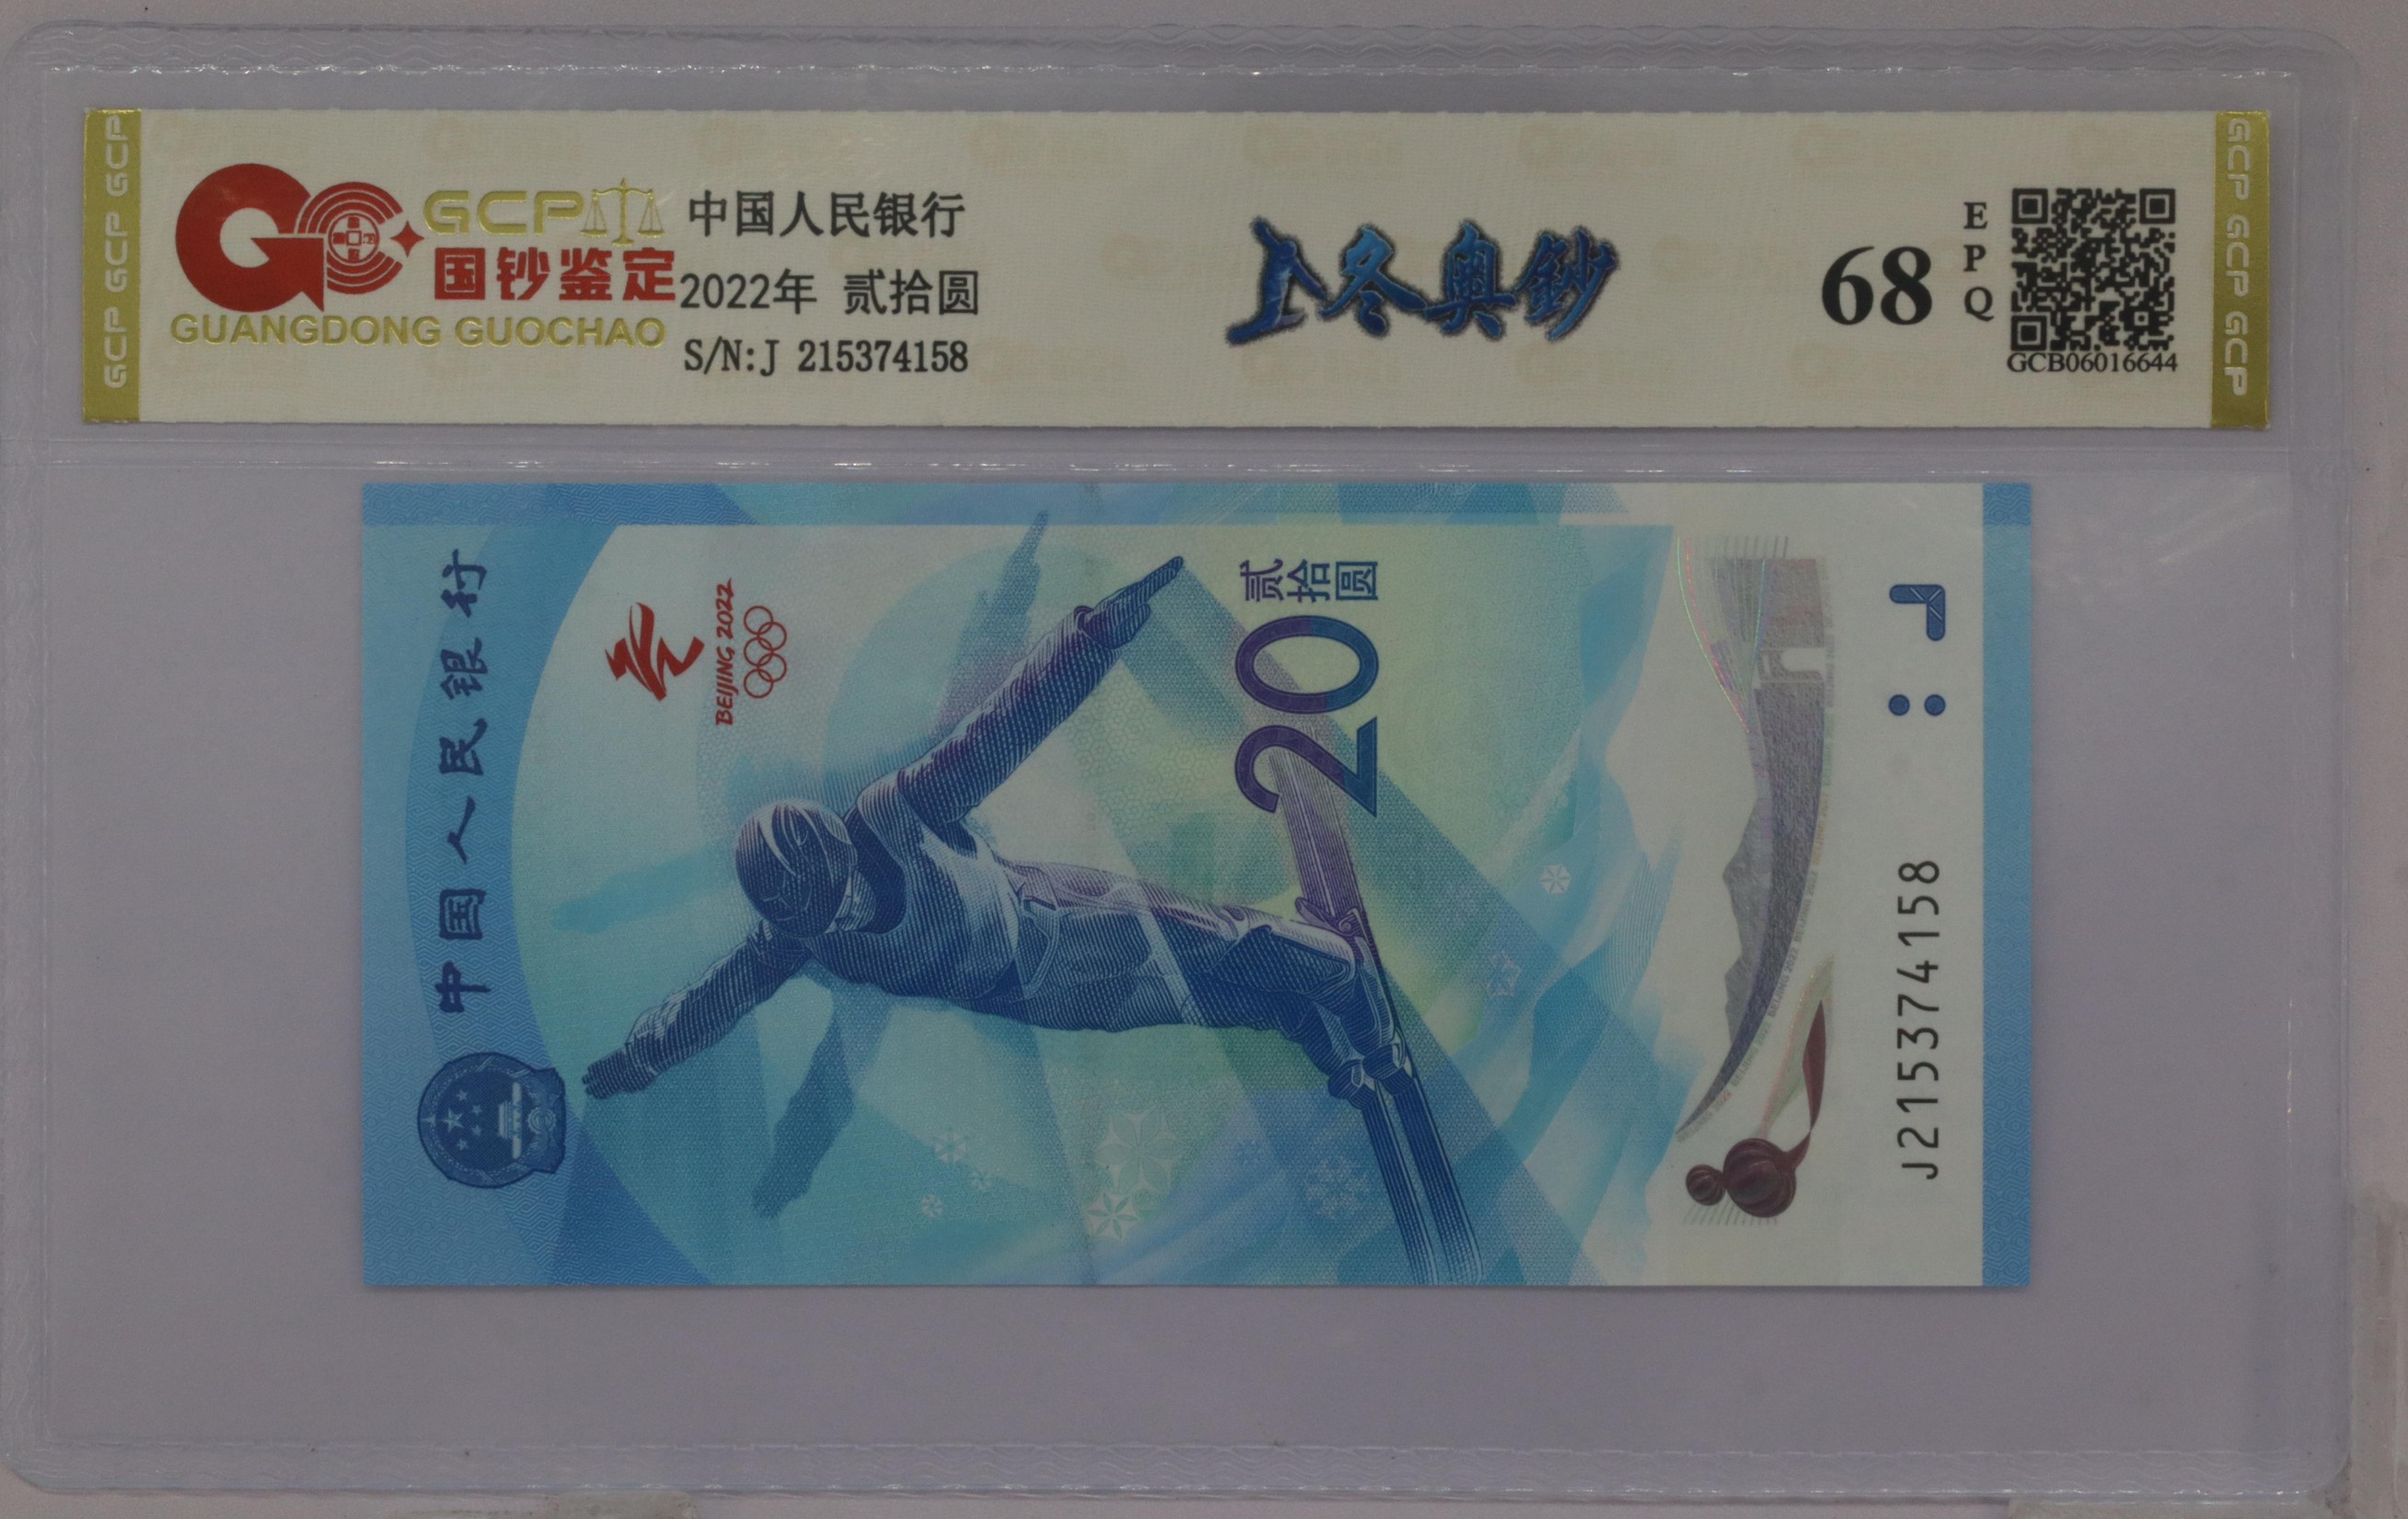 GCP GCP GCP
GCP
国钞鉴定
GUANGDONG GUOCHAO
中国人民银行
2022年 贰拾圆
S/N:J 215374158
冬奥鈔
68
EPQ
GCB06016644
GCP GCP GCP
中国人民银行
BEIJING 2022
贰拾圆
20
J215374158